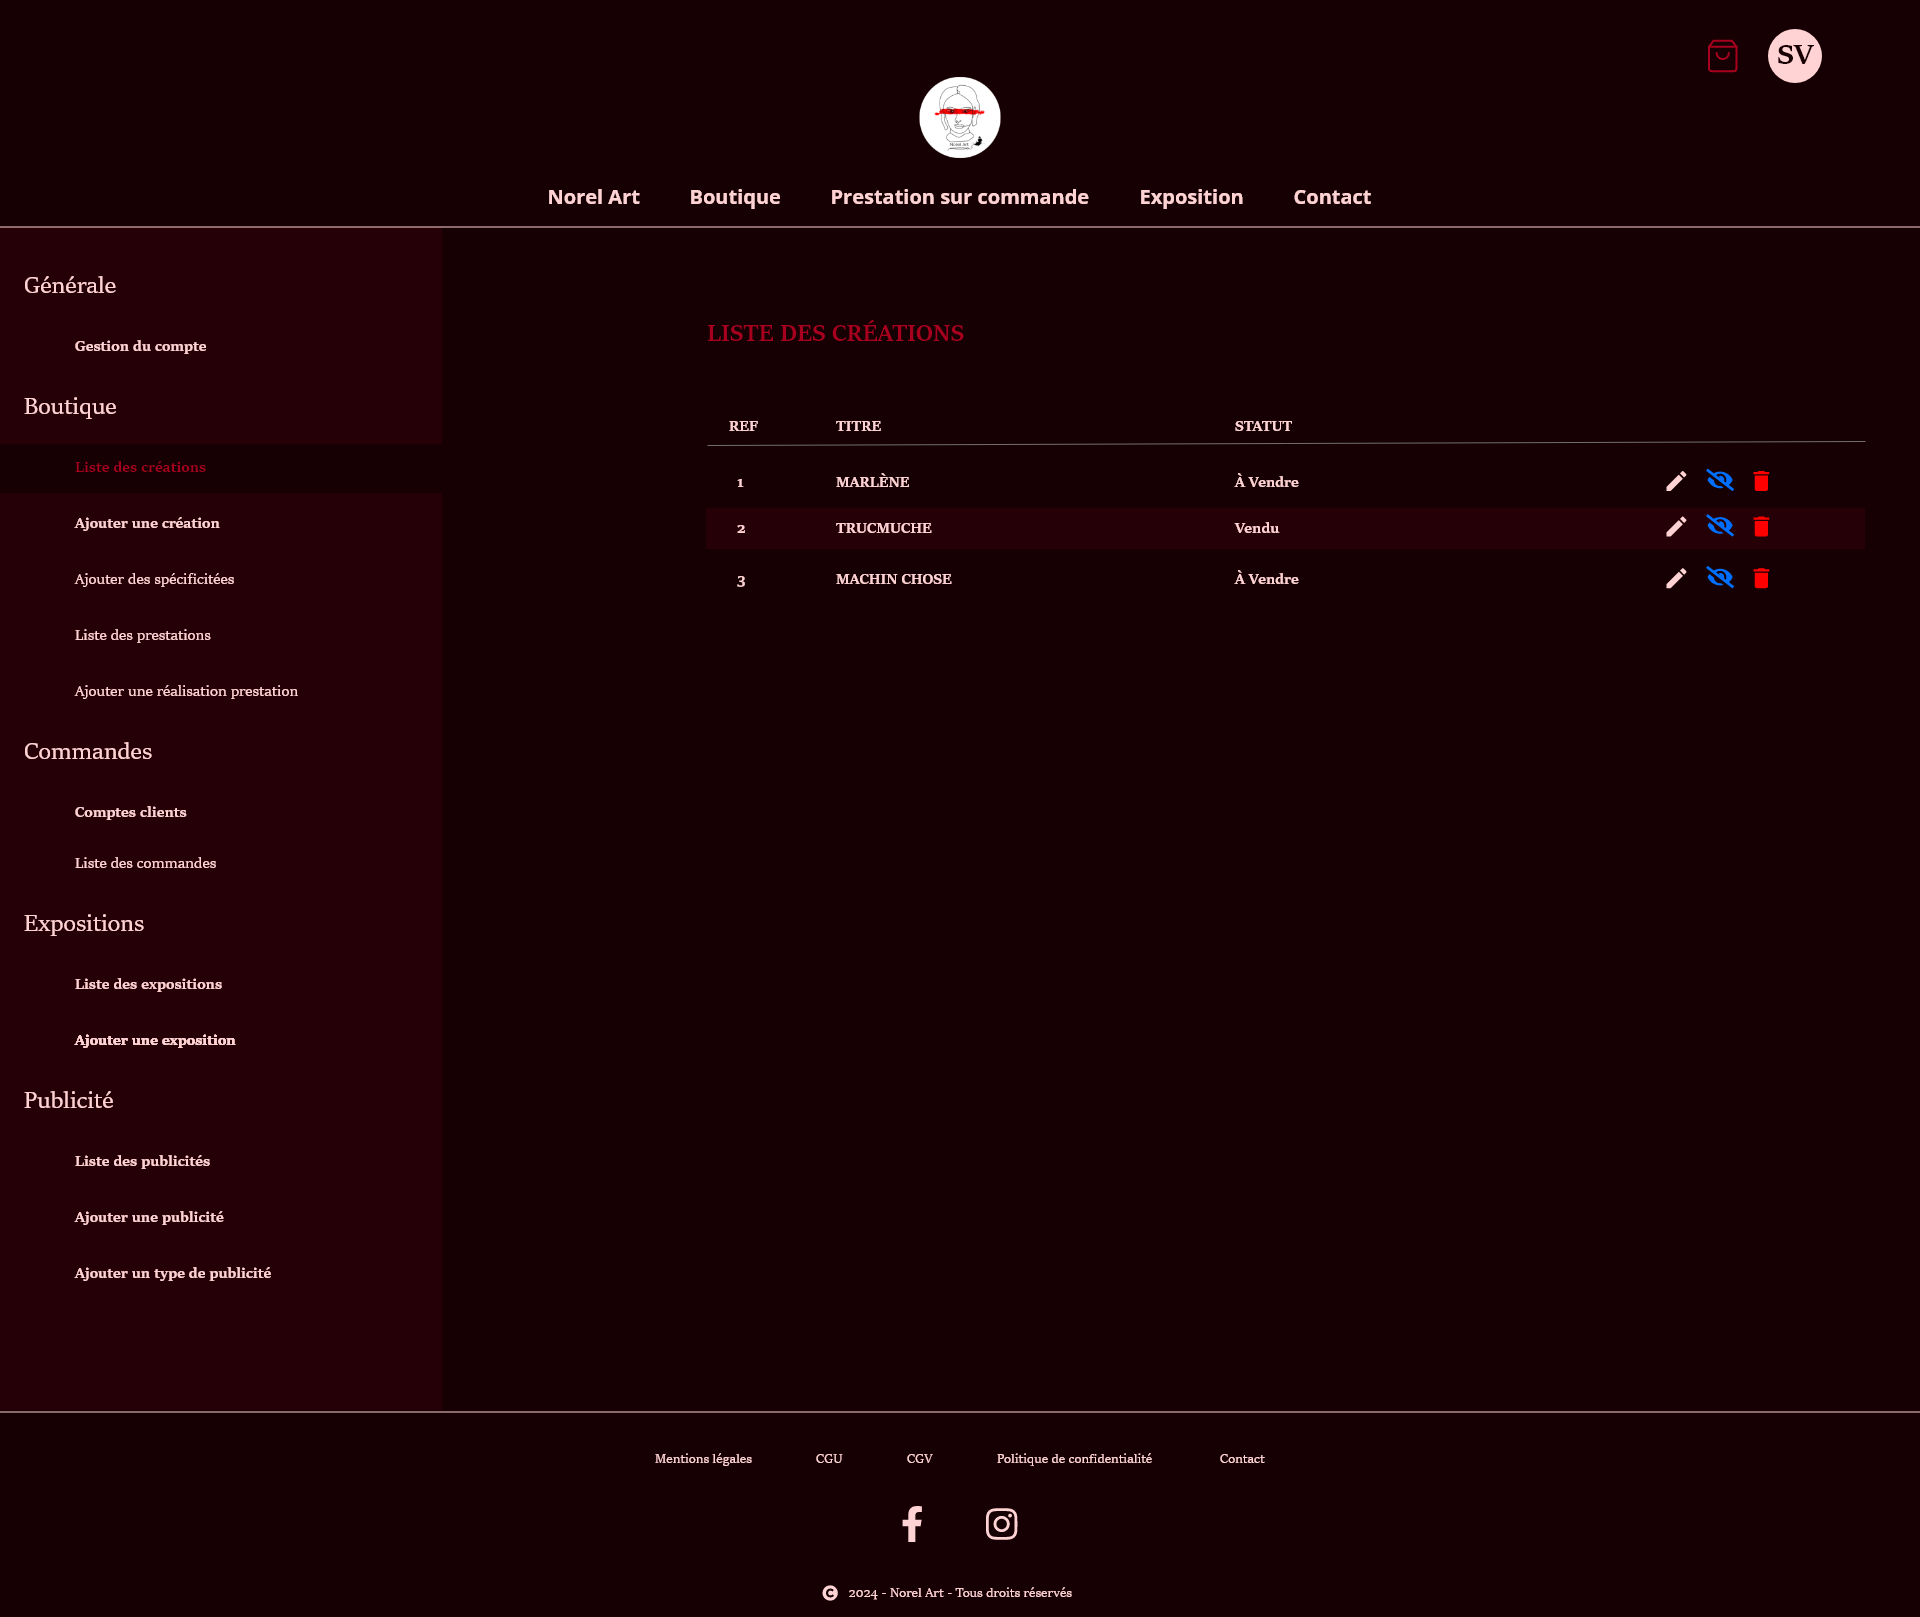 SV
Norel Art
Norel Art Boutique Prestation sur commande Exposition Contact
Générale
Gestion du compte
Boutique
Liste des créations
Ajouter une création
Ajouter des spécificitées
Liste des prestations
Ajouter une réalisation prestation
Commandes
Comptes clients
Liste des commandes
Expositions
Liste des expositions
Ajouter une exposition
Publicité
Liste des publicités
Ajouter une publicité
Ajouter un type de publicité
LISTE DES CRÉATIONS
REF TITRE STATUT
1 MARLÈNE À Vendre
2 TRUCMUCHE Vendu
3 MACHIN CHOSE À Vendre
Mentions légales CGU CGV Politique de confidentialité Contact
© 2024 - Norel Art - Tous droits réservés